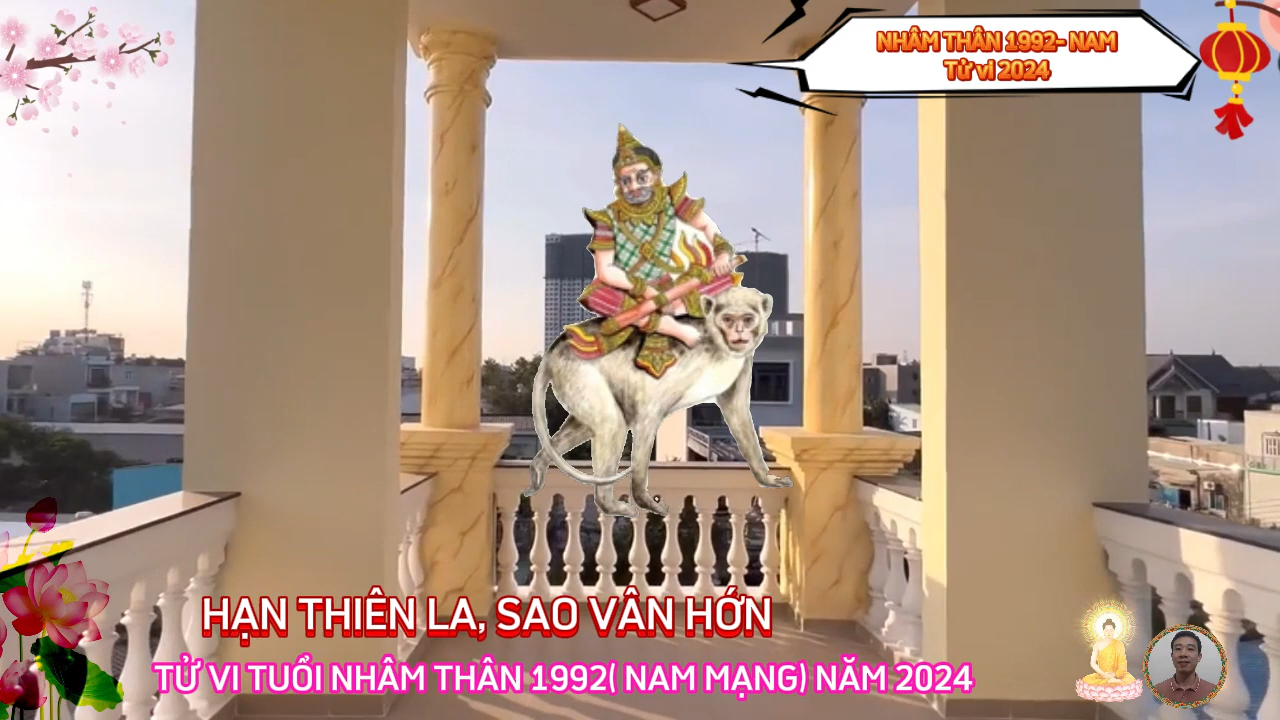 NHÂM THÂN 1992- NAM
Tử vi 2024
HẠN THIÊN LA, SAO VÂN HỚN
TỬ VI TUỔI NHÂM THÂN 1992( NAM MẠNG) NĂM 2024